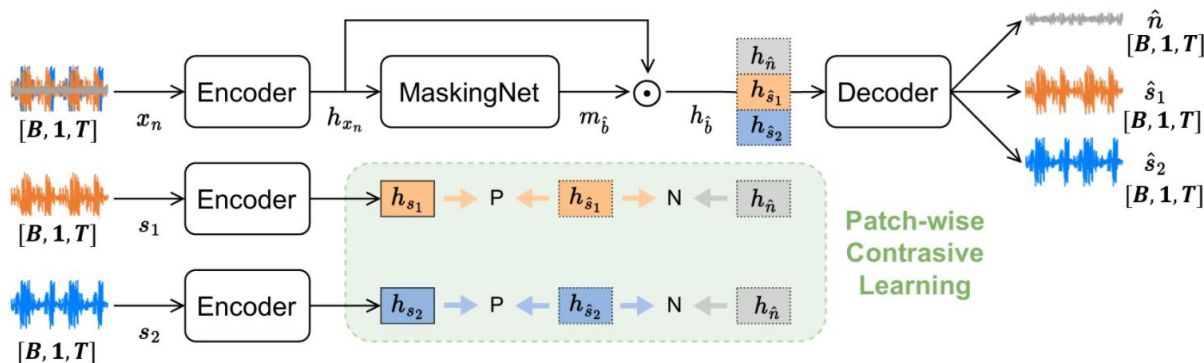 [B, 1, T] x_n Encoder h_{x_n} MaskingNet m_{\hat{b}} ⊙ h_{\hat{b}} h_{\hat{n}} h_{\hat{s}_1} h_{\hat{s}_2} Decoder
\hat{n}
[B, 1, T]
\hat{s}_1
[B, 1, T]
\hat{s}_2
[B, 1, T]
[B, 1, T] s_1 Encoder h_{s_1} P h_{\hat{s}_1} N h_{\hat{n}}
[B, 1, T] s_2 Encoder h_{s_2} P h_{\hat{s}_2} N h_{\hat{n}}
Patch-wise
Contrasive
Learning